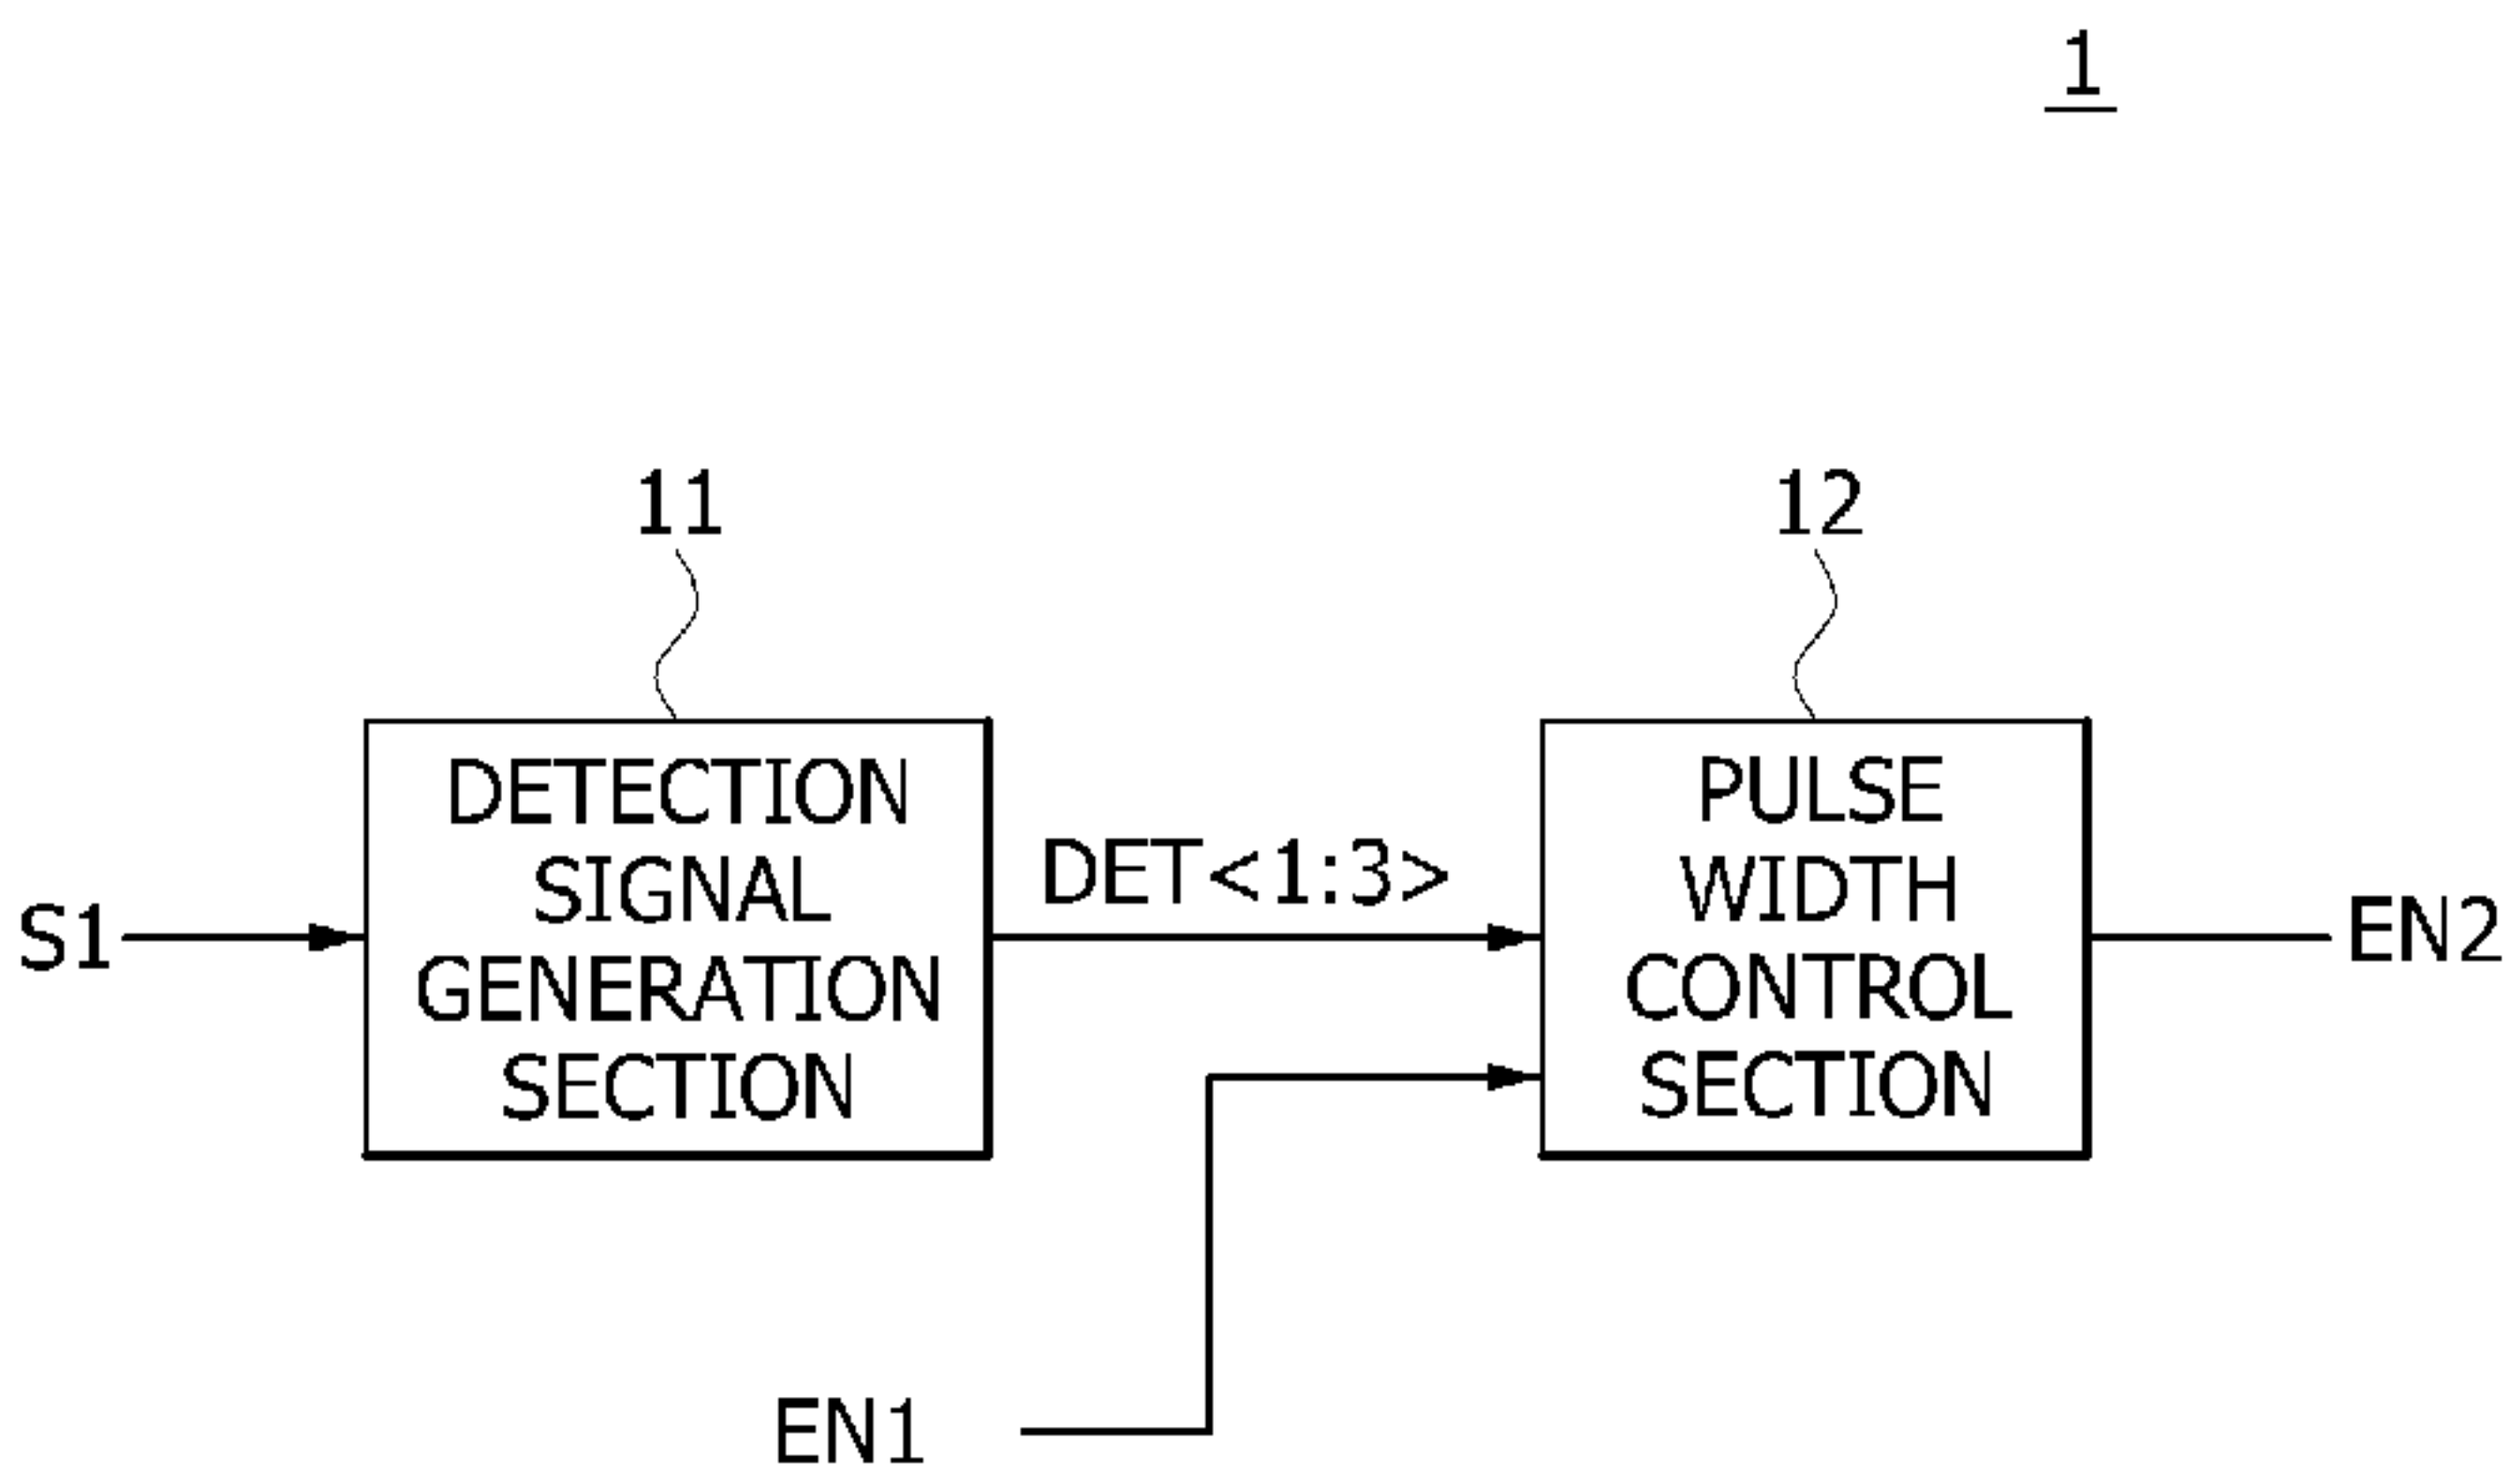 1
11
12
DETECTION
SIGNAL
GENERATION
SECTION
PULSE
WIDTH
CONTROL
SECTION
S1
DET<1:3>
EN2
EN1